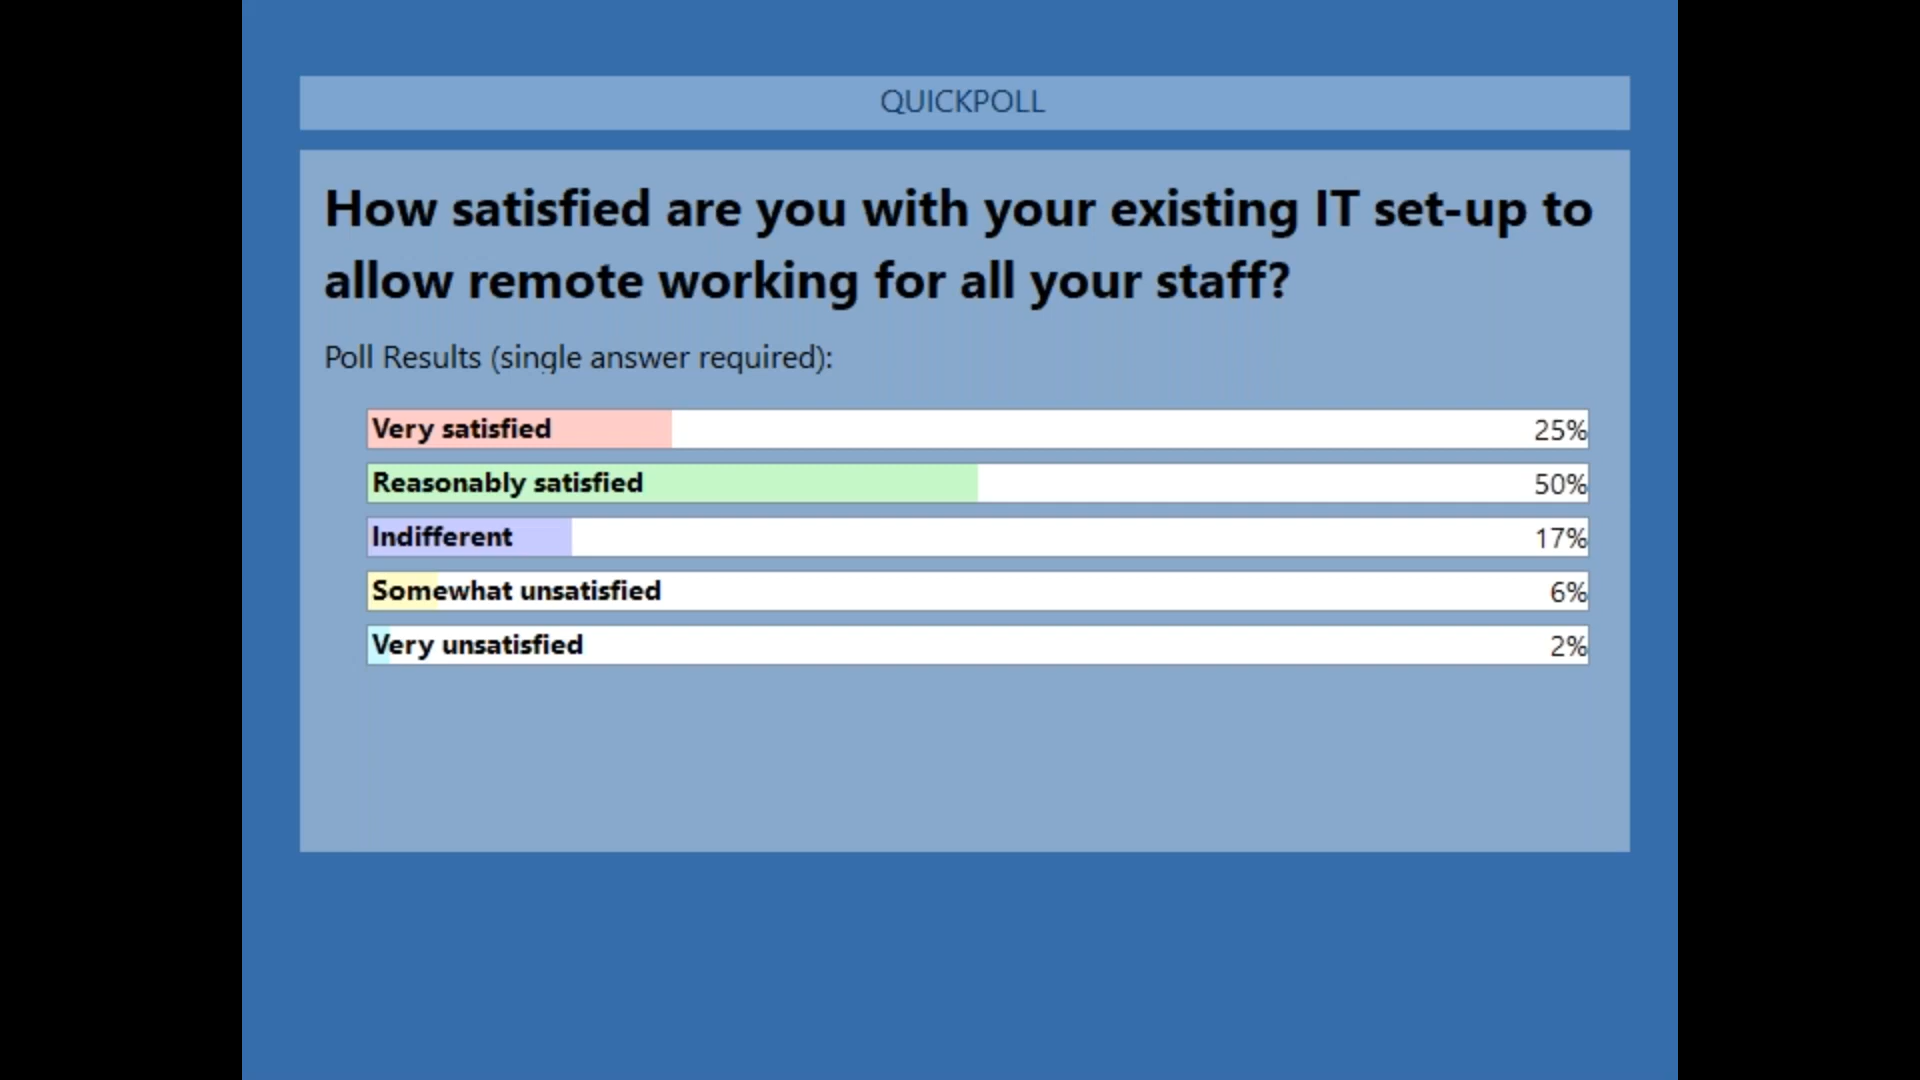 QUICKPOLL
How satisfied are you with your existing IT set-up to
allow remote working for all your staff?
Poll Results (single answer required):
Very satisfied 25%
Reasonably satisfied 50%
Indifferent 17%
Somewhat unsatisfied 6%
Very unsatisfied 2%